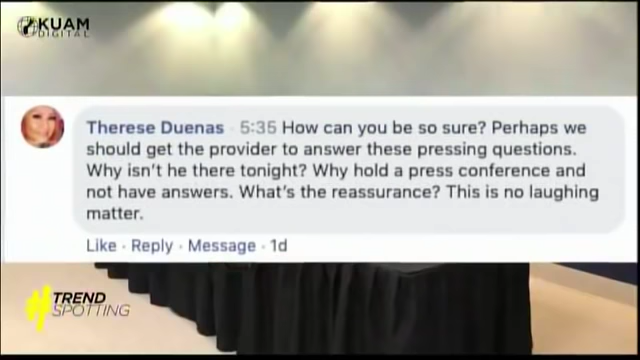 KUAM
DIGITAL
Therese Duenas · 5:35 How can you be so sure? Perhaps we
should get the provider to answer these pressing questions.
Why isn't he there tonight? Why hold a press conference and
not have answers. What's the reassurance? This is no laughing
matter.
Like · Reply · Message · 1d
#TREND
SPOTTING